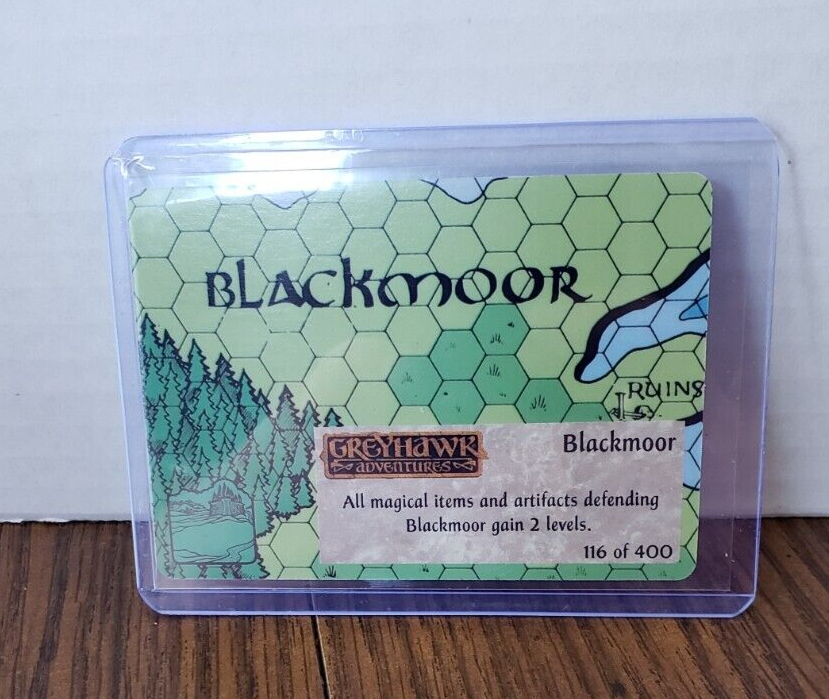 BLACKMOOR
RUINS
GREYHAWK
ADVENTURES
Blackmoor
All magical items and artifacts defending
Blackmoor gain 2 levels.
116 of 400